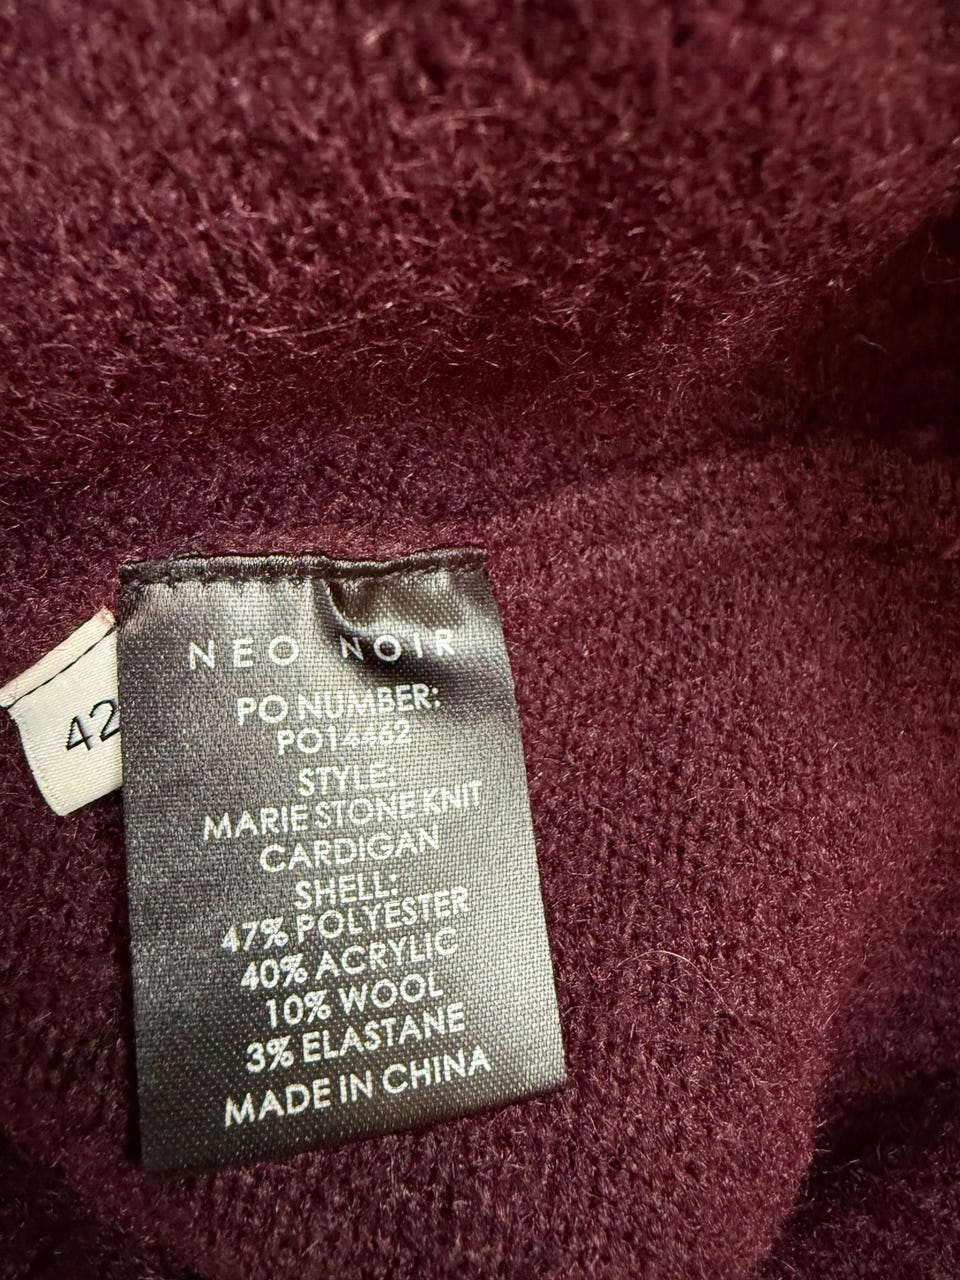 NEO NOIR
PO NUMBER:
PO14462
STYLE:
MARIE STONE KNIT
CARDIGAN
SHELL:
47% POLYESTER
40% ACRYLIC
10% WOOL
3% ELASTANE
MADE IN CHINA
42